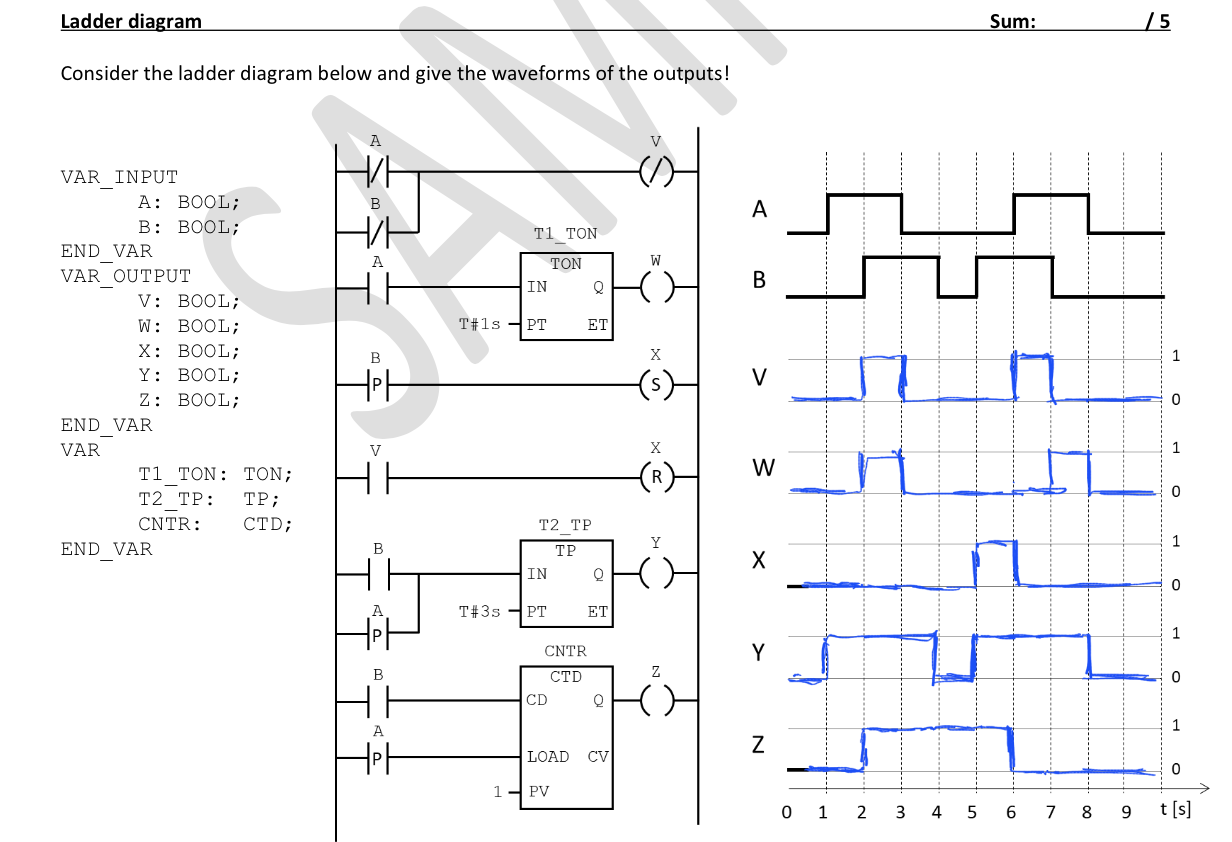 Ladder diagram Sum: / 5
Consider the ladder diagram below and give the waveforms of the outputs!
SAM
VAR_INPUT
A: BOOL;
B: BOOL;
END_VAR
VAR_OUTPUT
V: BOOL;
W: BOOL;
X: BOOL;
Y: BOOL;
Z: BOOL;
END_VAR
VAR
T1_TON: TON;
T2_TP: TP;
CNTR: CTD;
END_VAR
A V
B
T1_TON
A TON W
IN Q
T#1s PT ET
B X
P S
V X
R
T2_TP
B TP Y
IN Q
A
T#3s PT ET
P
CNTR
B CTD Z
CD Q
A
P LOAD CV
1 PV
A
B
V 1 0
W 1 0
X 1 0
Y 1 0
Z 1 0
0 1 2 3 4 5 6 7 8 9 t [s]